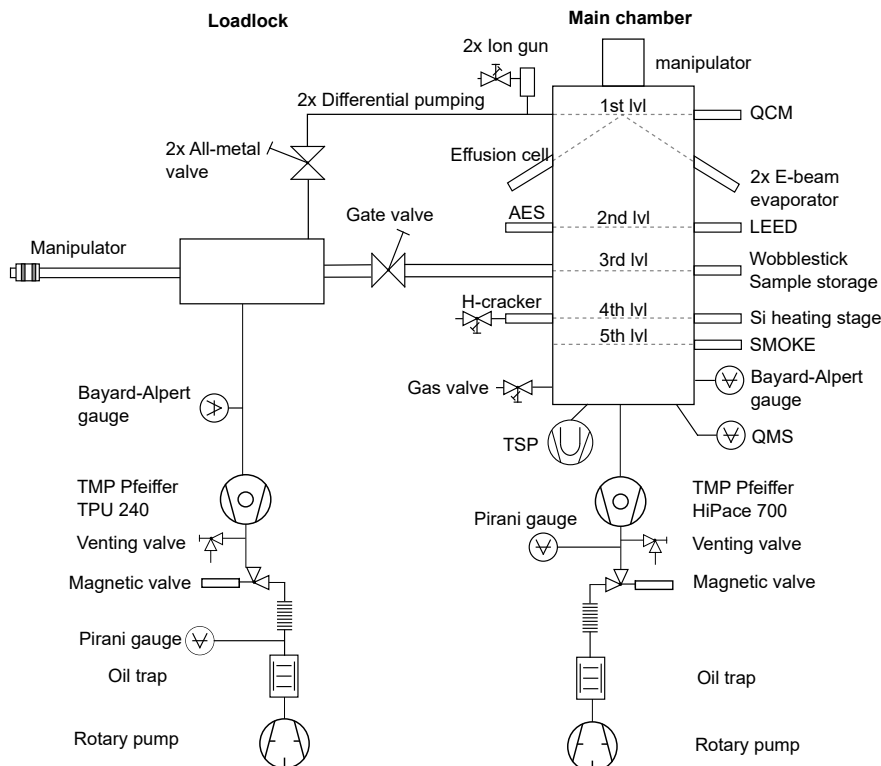 Loadlock
Main chamber
2x Ion gun
manipulator
2x Differential pumping
1st lvl
QCM
2x All-metal
valve
Effusion cell
2x E-beam
evaporator
AES
2nd lvl
LEED
Gate valve
Manipulator
3rd lvl
Wobblestick
Sample storage
H-cracker
4th lvl
Si heating stage
5th lvl
SMOKE
Bayard-Alpert
gauge
Gas valve
Bayard-Alpert
gauge
TSP
QMS
TMP Pfeiffer
TPU 240
TMP Pfeiffer
HiPace 700
Pirani gauge
Venting valve
Venting valve
Magnetic valve
Magnetic valve
Pirani gauge
Oil trap
Oil trap
Rotary pump
Rotary pump